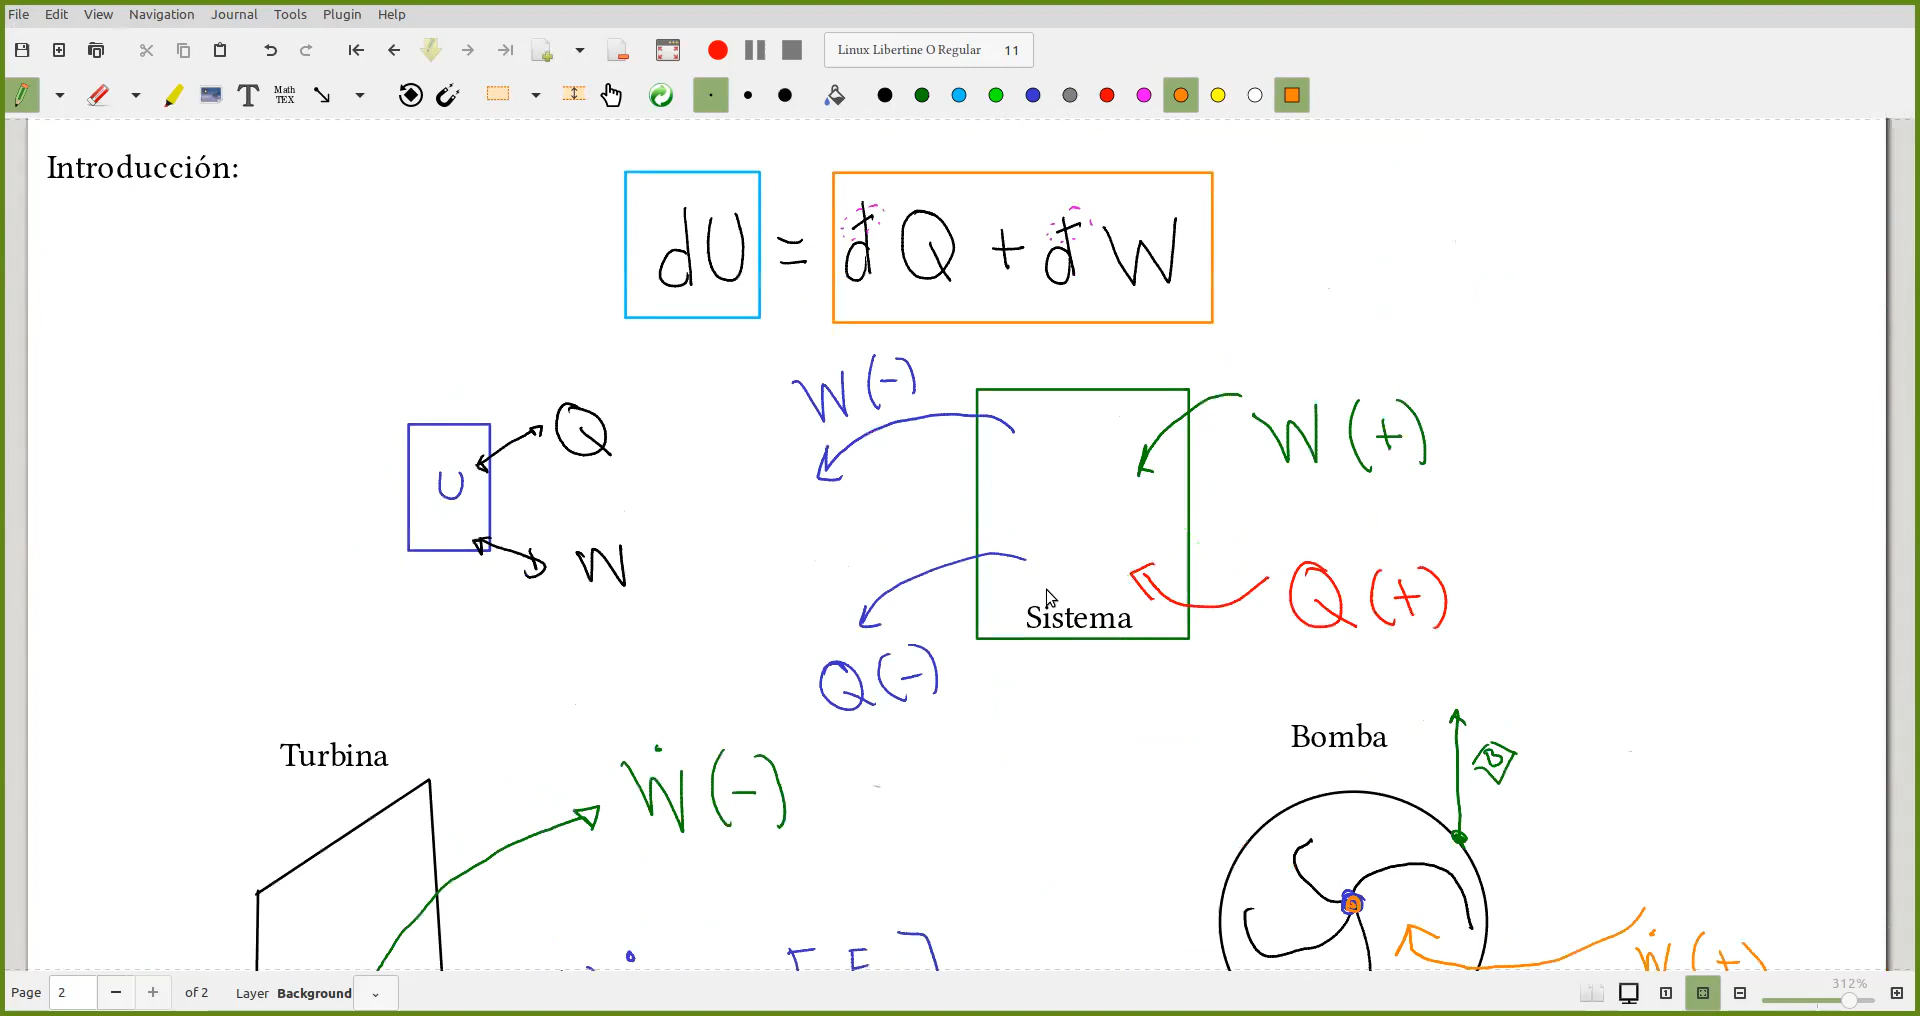 File Edit View Navigation Journal Tools Plugin Help
Linux Libertine O Regular 11
T Math TEX
Introducción:
dU = đQ + đW
W (-)
W (+)
Q
U
W
Sistema
Q (+)
Q (-)
Turbina
Ẇ (-)
Bomba
B
Ẇ (+)
Page 2 of 2 Layer Background 312%